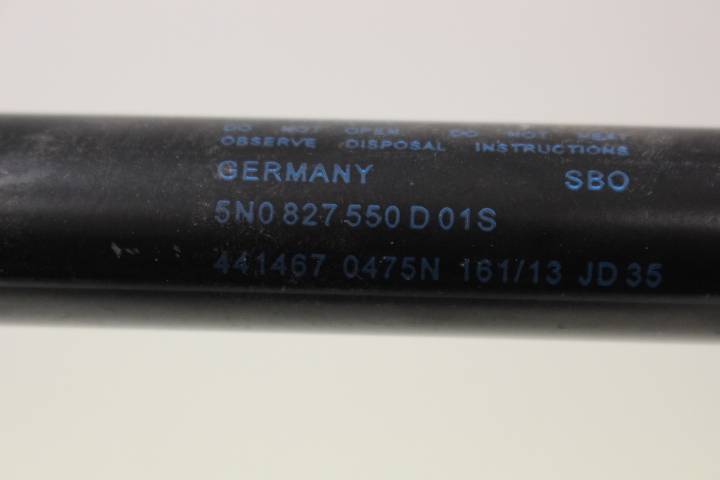 DO NOT OPEN DO NOT HEAT
OBSERVE DISPOSAL INSTRUCTIONS
GERMANY SBO
5N0 827 550 D 01S
441467 0475N 161/13 JD 35